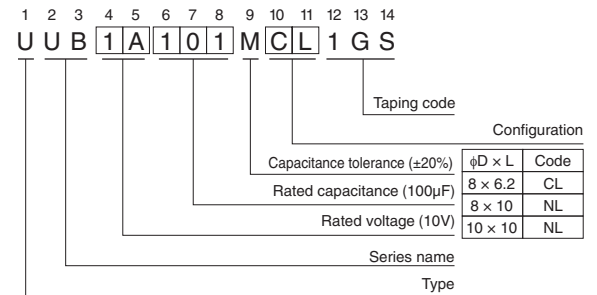 1 2 3 4 5 6 7 8 9 10 11 12 13 14
U U B 1 A 1 0 1 M C L 1 G S
Taping code
Configuration
Capacitance tolerance (±20%)
Rated capacitance (100µF)
Rated voltage (10V)
Series name
Type
ϕD × L Code
8 × 6.2 CL
8 × 10 NL
10 × 10 NL